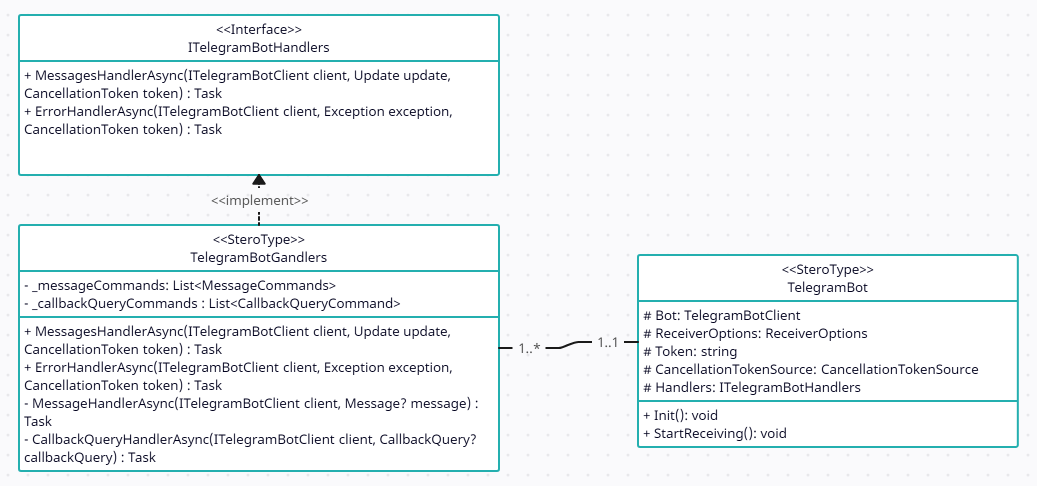 <<Interface>>
ITelegramBotHandlers
+ MessagesHandlerAsync(ITelegramBotClient client, Update update,
CancellationToken token) : Task
+ ErrorHandlerAsync(ITelegramBotClient client, Exception exception,
CancellationToken token) : Task
<<implement>>
<<SteroType>>
TelegramBotGandlers
- _messageCommands: List<MessageCommands>
- _callbackQueryCommands : List<CallbackQueryCommand>
+ MessagesHandlerAsync(ITelegramBotClient client, Update update,
CancellationToken token) : Task
+ ErrorHandlerAsync(ITelegramBotClient client, Exception exception,
CancellationToken token) : Task
- MessageHandlerAsync(ITelegramBotClient client, Message? message) :
Task
- CallbackQueryHandlerAsync(ITelegramBotClient client, CallbackQuery?
callbackQuery) : Task
1..*
1..1
<<SteroType>>
TelegramBot
# Bot: TelegramBotClient
# ReceiverOptions: ReceiverOptions
# Token: string
# CancellationTokenSource: CancellationTokenSource
# Handlers: ITelegramBotHandlers
+ Init(): void
+ StartReceiving(): void